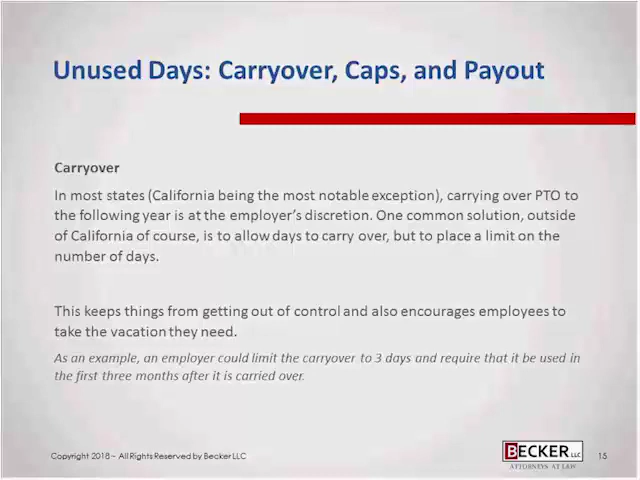 Unused Days: Carryover, Caps, and Payout
Carryover
In most states (California being the most notable exception), carrying over PTO to
the following year is at the employer's discretion. One common solution, outside
of California of course, is to allow days to carry over, but to place a limit on the
number of days.
This keeps things from getting out of control and also encourages employees to
take the vacation they need.
As an example, an employer could limit the carryover to 3 days and require that it be used in
the first three months after it is carried over.
Copyright 2018 – All Rights Reserved by Becker LLC
BECKER LLC
ATTORNEYS AT LAW
15